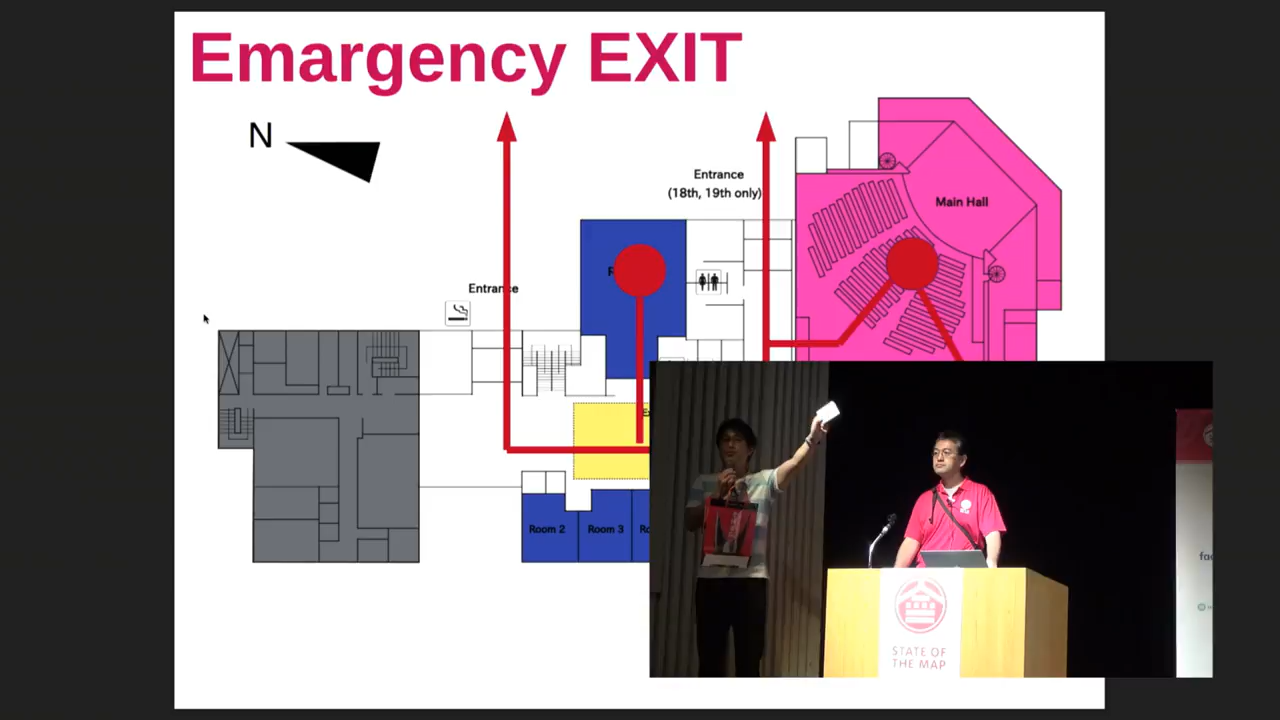 Emargency EXIT
N
Entrance
(18th, 19th only)
Main Hall
Entrance
Room 2
Room 3
STATE OF
THE MAP